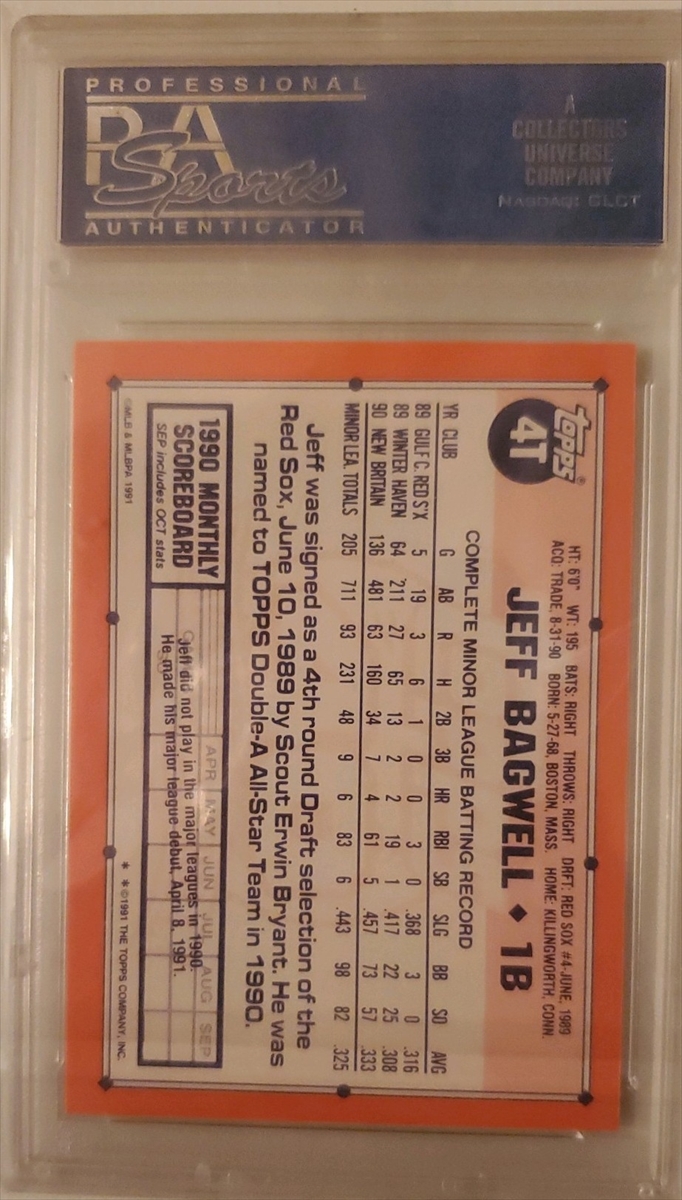 PROFESSIONAL
PSA
Sports
AUTHENTICATOR
A
COLLECTORS
UNIVERSE
COMPANY
NASDAQ: CLCT
topps®
4T
HT: 6'0" WT: 195 BATS: RIGHT THROWS: RIGHT DRFT: RED SOX #4-JUNE, 1989
ACQ: TRADE, 8-31-90 BORN: 5-27-68, BOSTON, MASS. HOME: KILLINGWORTH, CONN.
JEFF BAGWELL ♦ 1B
COMPLETE MINOR LEAGUE BATTING RECORD
YR CLUB G AB R H 2B 3B HR RBI SB SLG BB SO AVG
89 GULF C. RED S'X 5 19 3 6 1 0 0 3 0 .368 3 0 .316
89 WINTER HAVEN 64 211 27 65 13 2 2 19 1 .417 22 25 .308
90 NEW BRITAIN 136 481 63 160 34 7 4 61 5 .457 73 57 .333
MINOR LEA. TOTALS 205 711 93 231 48 9 6 83 6 .443 98 82 .325
Jeff was signed as a 4th round Draft selection of the
Red Sox, June 10, 1989 by Scout Erwin Bryant. He was
named to TOPPS Double-A All-Star Team in 1990.
1990 MONTHLY
SCOREBOARD
SEP includes OCT stats
APR MAY JUN JUL AUG SEP
Jeff did not play in the major leagues in 1990.
He made his major league debut, April 8, 1991.
©MLB & MLBPA 1991
* * ©1991 THE TOPPS COMPANY, INC.